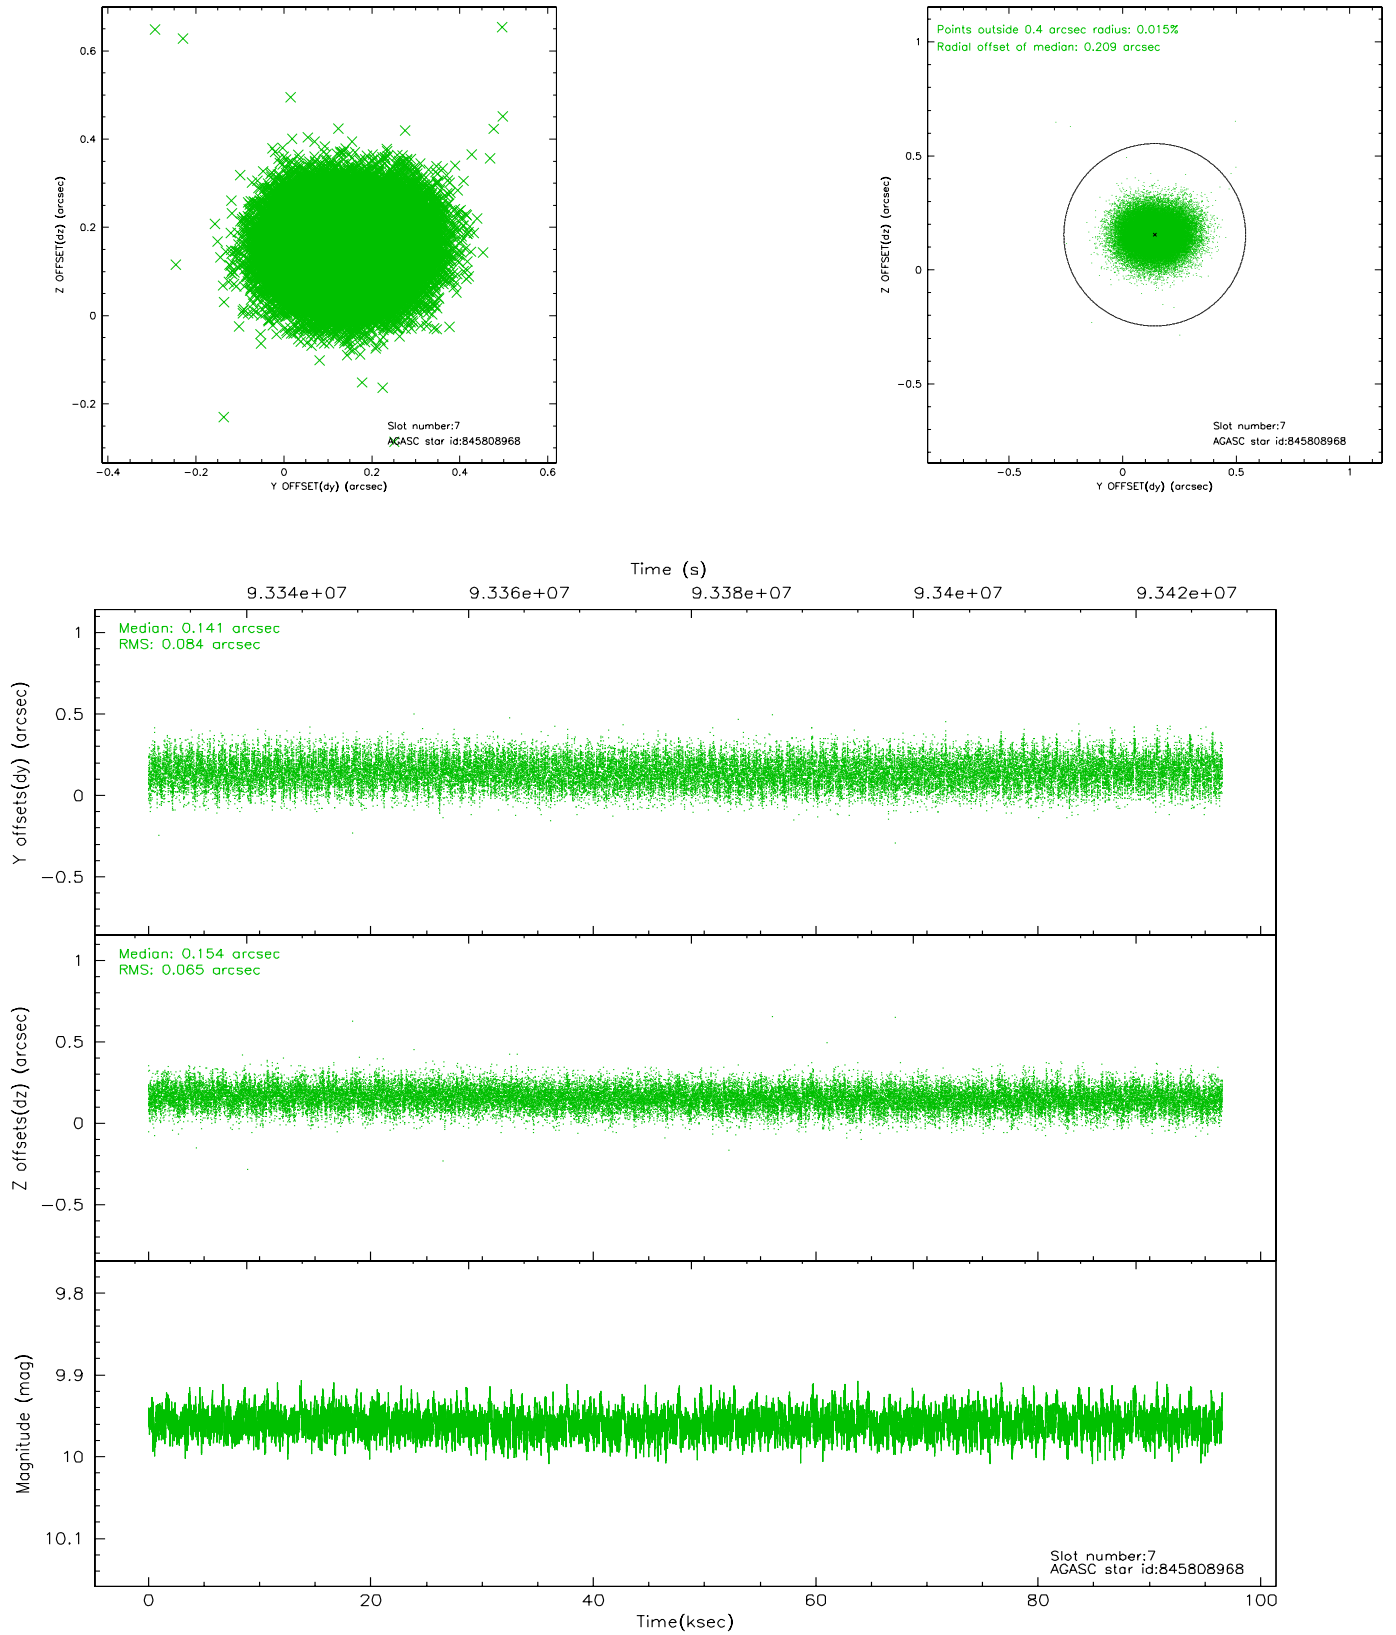 0.6
0.4
0.2
0
−0.2
Z OFFSET(dz) (arcsec)
−0.4
−0.2
0
0.2
0.4
0.6
Y OFFSET(dy) (arcsec)
Slot number:7
AGASC star id:845808968
Points outside 0.4 arcsec radius: 0.015%
Radial offset of median: 0.209 arcsec
1
0.5
0
−0.5
Z OFFSET(dz) (arcsec)
−0.5
0
0.5
1
Y OFFSET(dy) (arcsec)
Slot number:7
AGASC star id:845808968
Time (s)
9.334e+07
9.336e+07
9.338e+07
9.34e+07
9.342e+07
Median: 0.141 arcsec
RMS: 0.084 arcsec
1
0.5
0
−0.5
Y offsets(dy) (arcsec)
Median: 0.154 arcsec
RMS: 0.065 arcsec
1
0.5
0
−0.5
Z offsets(dz) (arcsec)
9.8
9.9
10
10.1
Magnitude (mag)
Slot number:7
AGASC star id:845808968
0
20
40
60
80
100
Time(ksec)